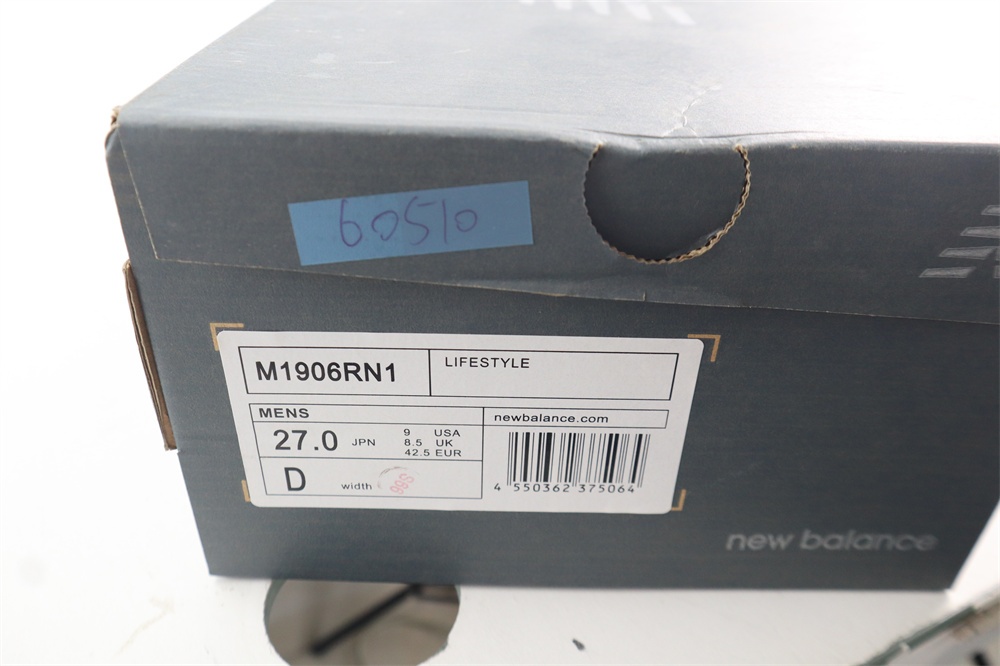 60510
M1906RN1
LIFESTYLE
MENS
27.0 JPN
9 USA
8.5 UK
42.5 EUR
D width
S66
newbalance.com
4 550362 375064
new balance